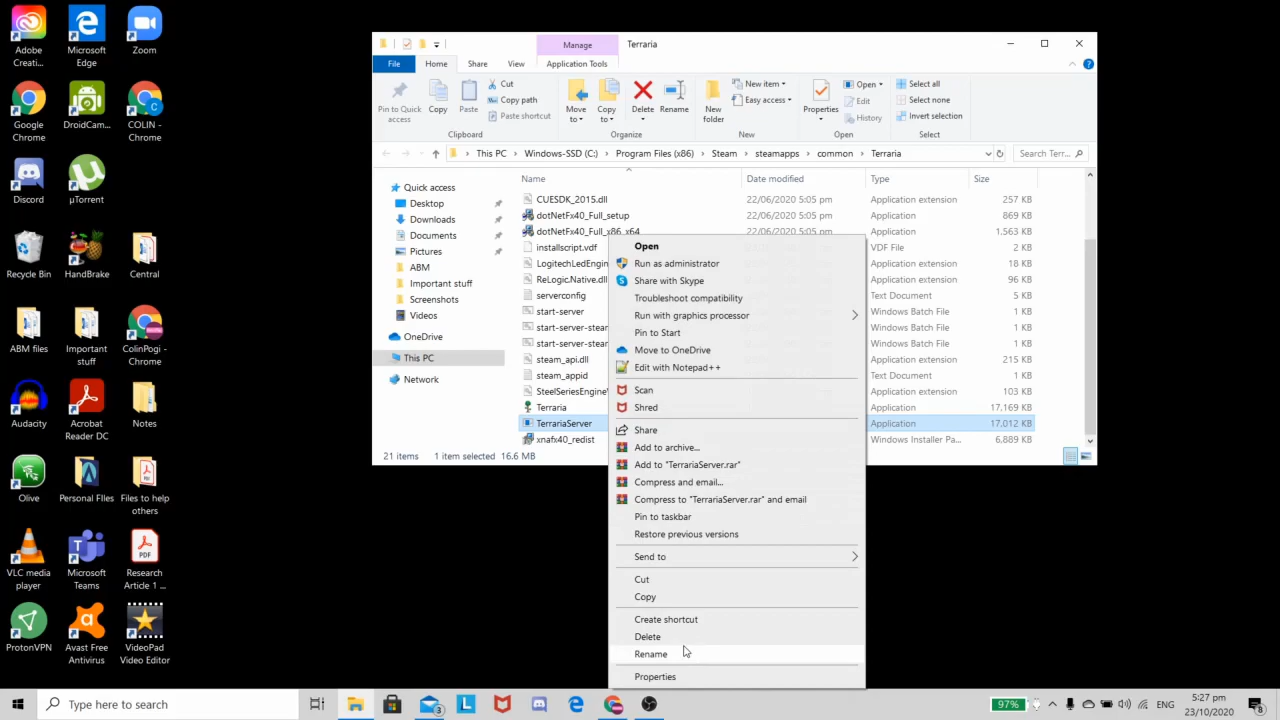 Adobe
Creati...
Microsoft
Edge
Zoom
Google
Chrome
DroidCam...
COLIN -
Chrome
Discord
µTorrent
Recycle Bin
HandBrake
Central
ABM files
Important
stuff
ColinPogi -
Chrome
Audacity
Acrobat
Reader DC
Notes
Olive
Personal FIles
Files to help
others
VLC media
player
Microsoft
Teams
Research
Article 1 ...
ProtonVPN
Avast Free
Antivirus
VideoPad
Video Editor
Manage
Terraria
File
Home
Share
View
Application Tools
Pin to Quick
access
Copy
Paste
Cut
Copy path
Paste shortcut
Clipboard
Move
to
Copy
to
Delete
Rename
Organize
New
folder
New item
Easy access
New
Properties
Open
Edit
History
Open
Select all
Select none
Invert selection
Select
This PC
Windows-SSD (C:)
Program Files (x86)
Steam
steamapps
common
Terraria
Search Terr...
Quick access
Desktop
Downloads
Documents
Pictures
ABM
Important stuff
Screenshots
Videos
OneDrive
This PC
Network
Name Date modified Type Size
CUESDK_2015.dll 22/06/2020 5:05 pm Application extension 257 KB
dotNetFx40_Full_setup 22/06/2020 5:05 pm Application 869 KB
dotNetFx40_Full_x86_x64 22/06/2020 5:05 pm Application 1,563 KB
installscript.vdf VDF File 2 KB
LogitechLedEngin Application extension 18 KB
ReLogic.Native.dll Application extension 96 KB
serverconfig Text Document 5 KB
start-server Windows Batch File 1 KB
start-server-stea Windows Batch File 1 KB
start-server-stea Windows Batch File 1 KB
steam_api.dll Application extension 215 KB
steam_appid Text Document 1 KB
SteelSeriesEngine Application extension 103 KB
Terraria Application 17,169 KB
TerrariaServer Application 17,012 KB
xnafx40_redist Windows Installer Pa... 6,889 KB
21 items 1 item selected 16.6 MB
Open
Run as administrator
Share with Skype
Troubleshoot compatibility
Run with graphics processor
Pin to Start
Move to OneDrive
Edit with Notepad++
Scan
Shred
Share
Add to archive...
Add to "TerrariaServer.rar"
Compress and email...
Compress to "TerrariaServer.rar" and email
Pin to taskbar
Restore previous versions
Send to
Cut
Copy
Create shortcut
Delete
Rename
Properties
Type here to search
3
L
97%
ENG
5:27 pm
23/10/2020
8